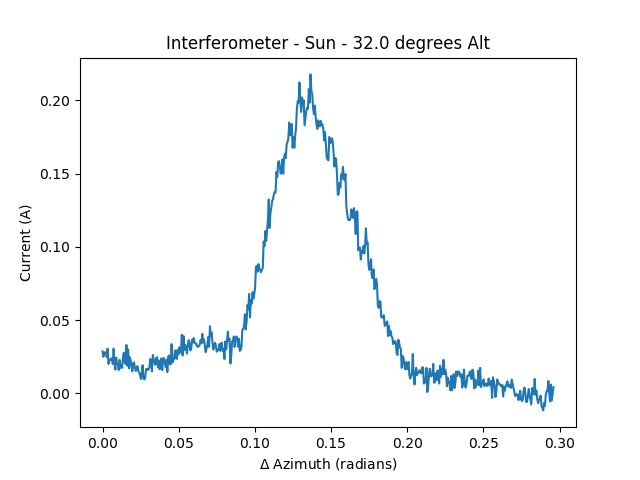 Interferometer - Sun - 32.0 degrees Alt
Current (A)
0.20
0.15
0.10
0.05
0.00
0.00 0.05 0.10 0.15 0.20 0.25 0.30
Δ Azimuth (radians)